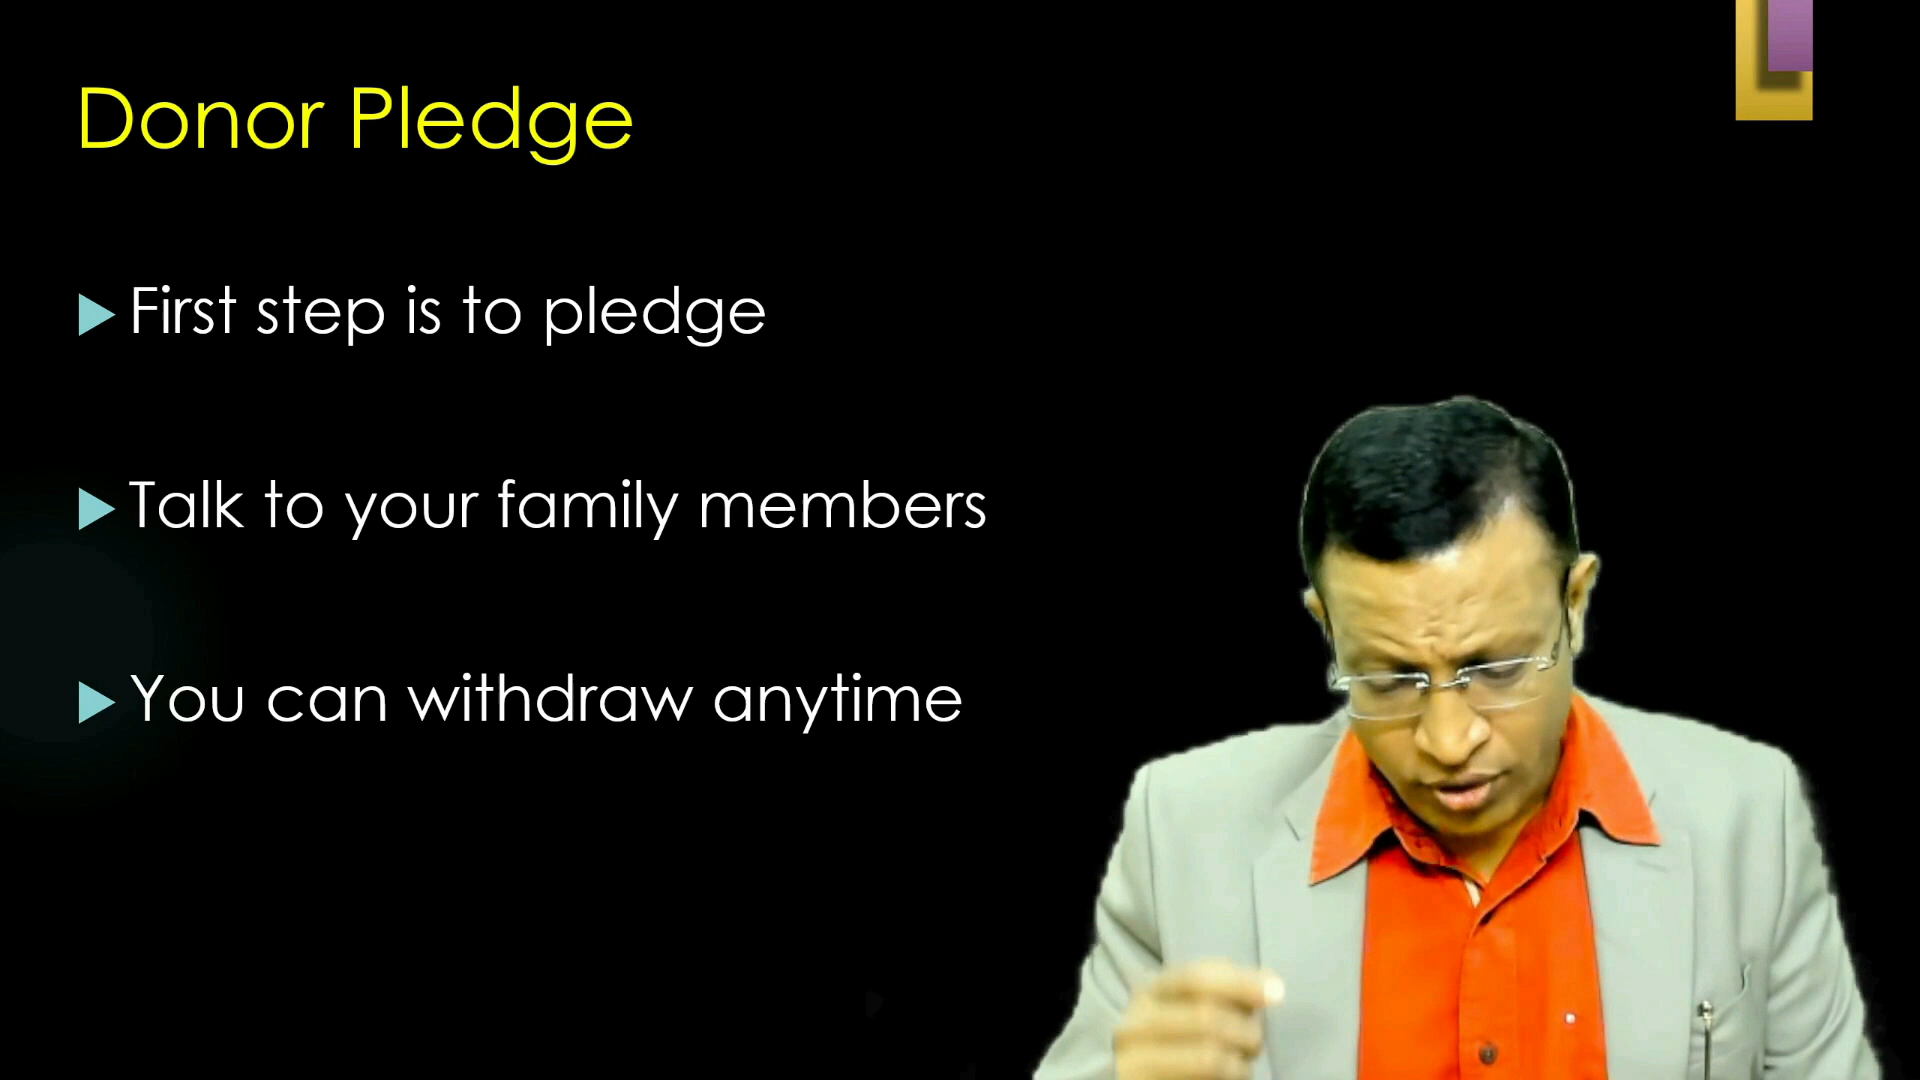 Donor Pledge
First step is to pledge
Talk to your family members
You can withdraw anytime